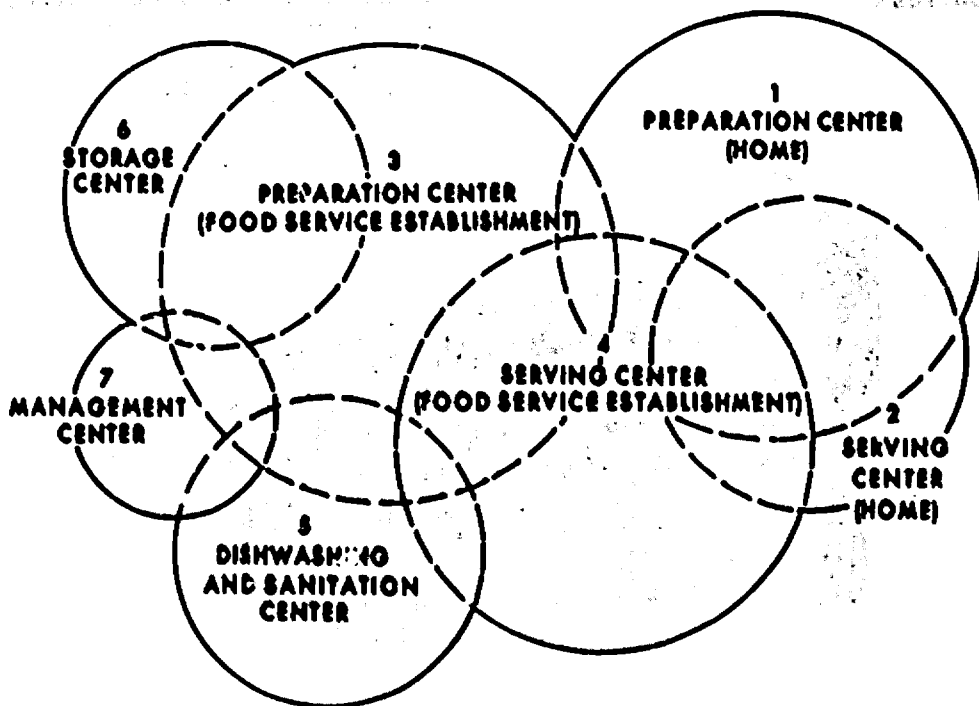 1
PREPARATION CENTER
(HOME)
6
STORAGE
CENTER
3
PREPARATION CENTER
(FOOD SERVICE ESTABLISHMENT)
4
SERVING CENTER
(FOOD SERVICE ESTABLISHMENT)
7
MANAGEMENT
CENTER
2
SERVING
CENTER
(HOME)
5
DISHWASHING
AND SANITATION
CENTER